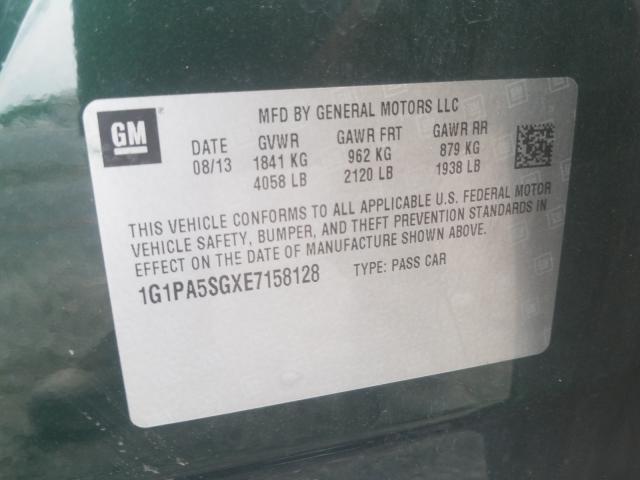 GM
MFD BY GENERAL MOTORS LLC
DATE GVWR GAWR FRT GAWR RR
08/13 1841 KG 962 KG 879 KG
4058 LB 2120 LB 1938 LB
THIS VEHICLE CONFORMS TO ALL APPLICABLE U.S. FEDERAL MOTOR
VEHICLE SAFETY, BUMPER, AND THEFT PREVENTION STANDARDS IN
EFFECT ON THE DATE OF MANUFACTURE SHOWN ABOVE.
1G1PA5SGXE7158128 TYPE: PASS CAR